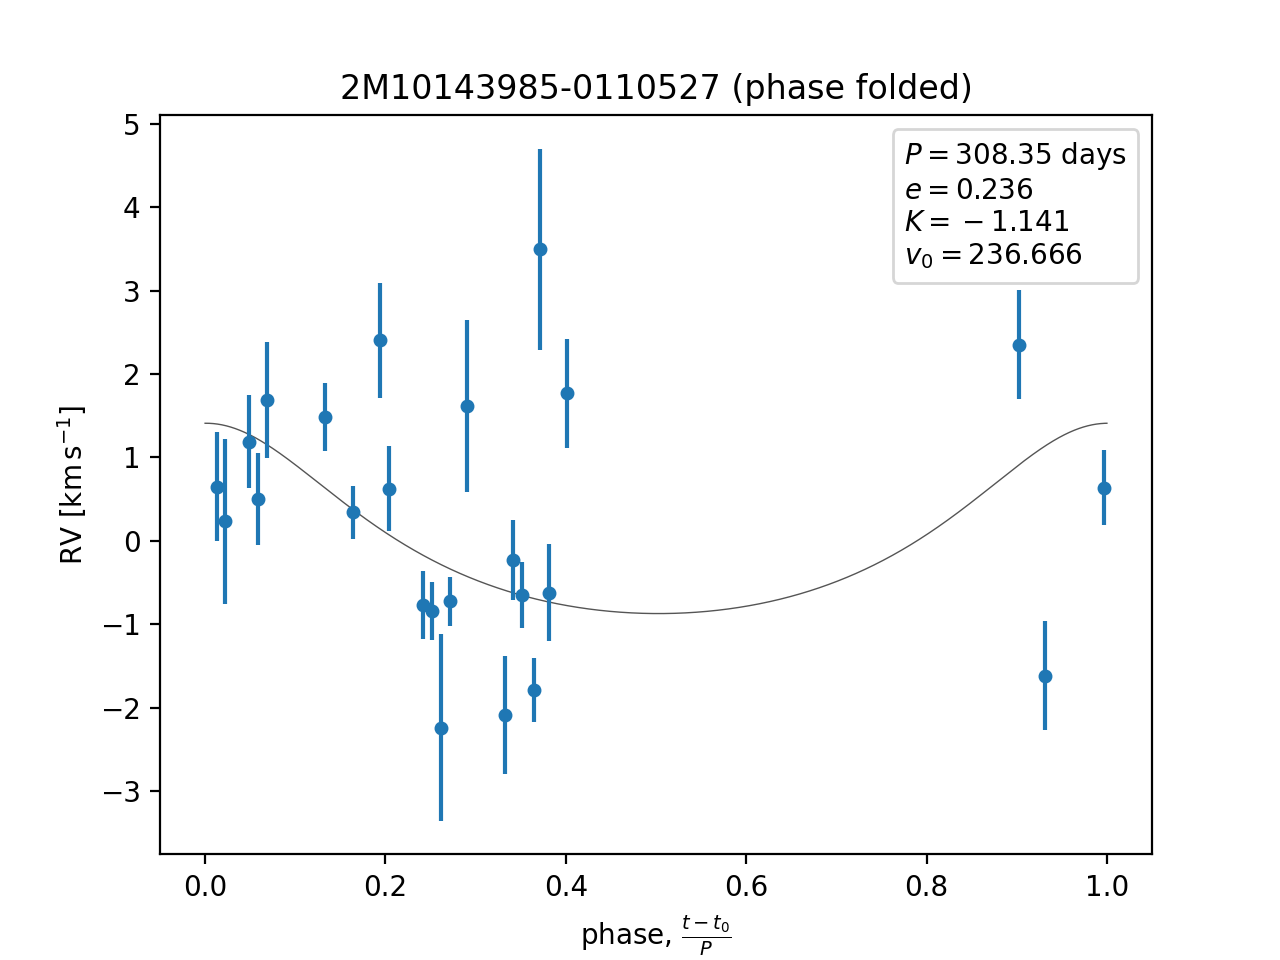 2M10143985-0110527 (phase folded)
P = 308.35 days
e = 0.236
K = −1.141
v₀ = 236.666
RV [km s⁻¹]
5
4
3
2
1
0
−1
−2
−3
0.0 0.2 0.4 0.6 0.8 1.0
phase, (t − t₀)/P